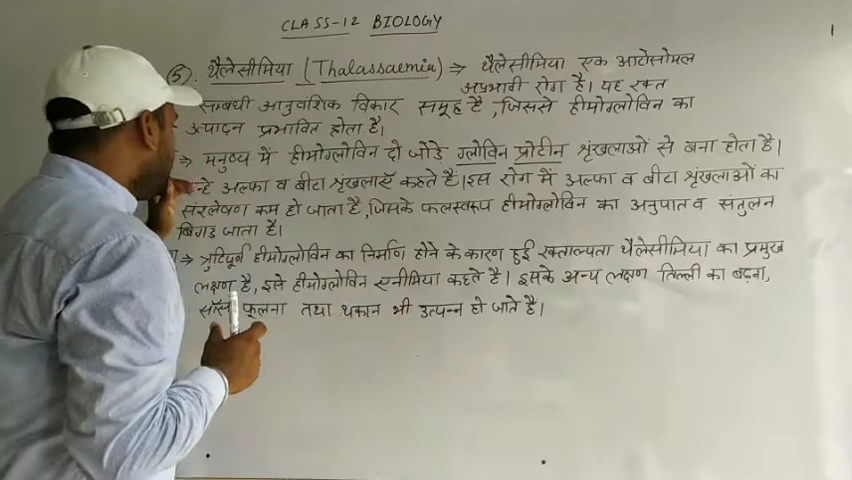 CLASS-12 BIOLOGY
1
(5). थैलेसीमिया (Thalassaemia) ⇒ थैलेसीमिया एक आटोसोमल
अप्रभावी रोग है। यह रक्त
सम्बधी आनुवंशिक विकार समूह है, जिससे हीमोग्लोविन का
उत्पादन प्रभावित होता है।
⇒ मनुष्य में हीमोग्लोविन दो जोड़े ग्लोविन प्रोटीन श्रृंखलाओं से बना होता है।
न्हे अल्फा व बीटा श्रृंखलाएँ कहते है। इस रोग में अल्फा व बीटा श्रृंखलाओं का
संश्लेषण कम हो जाता है, जिसके फलस्वरूप हीमोग्लोविन का अनुपात व संतुलन
बिगड़ जाता है।
⇒ त्रुटिपूर्ण हीमोग्लोविन का निर्माण होने के कारण हुई रक्ताल्पता थैलेसीमिया का प्रमुख
लक्षण है, इसे हीमोग्लोविन एनीमिया कहते है। इसके अन्य लक्षण तिल्ली का बढ़ना,
साँस फूलना तथा थकान भी उत्पन्न हो जाते है।